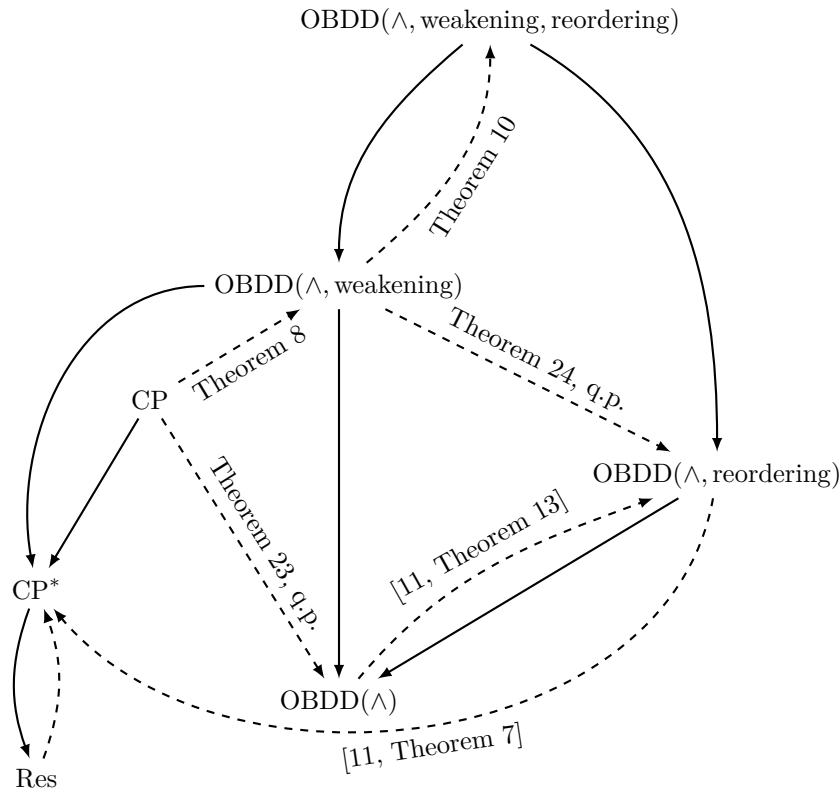 OBDD(∧, weakening, reordering)
Theorem 10
OBDD(∧, weakening)
Theorem 8
Theorem 24, q.p.
CP
OBDD(∧, reordering)
Theorem 23, q.p.
[11, Theorem 13]
CP*
OBDD(∧)
[11, Theorem 7]
Res